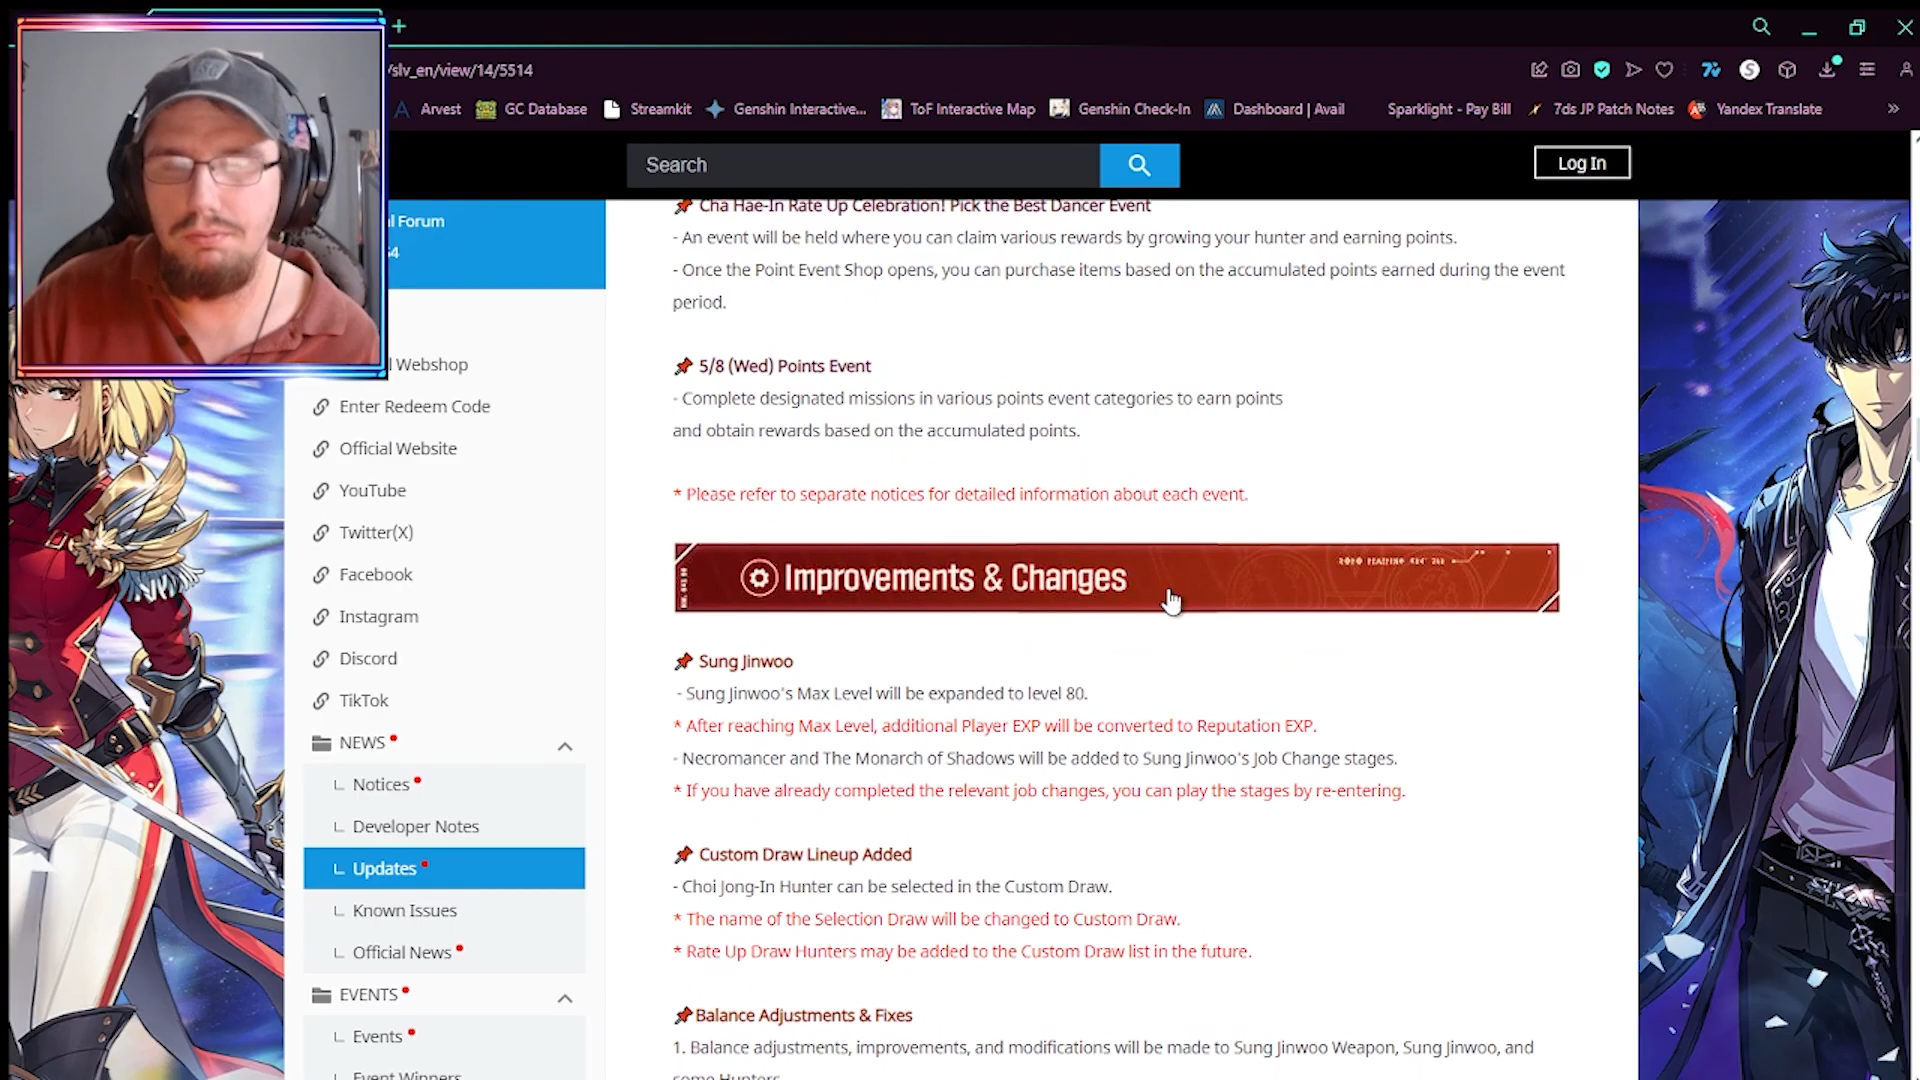 /slv_en/view/14/5514
Arvest
GC Database
Streamkit
Genshin Interactive...
ToF Interactive Map
Genshin Check-In
Dashboard | Avail
Sparklight - Pay Bill
7ds JP Patch Notes
Yandex Translate
Search
Log In
l Forum
Webshop
Enter Redeem Code
Official Website
YouTube
Twitter(X)
Facebook
Instagram
Discord
TikTok
NEWS
Notices
Developer Notes
Updates
Known Issues
Official News
EVENTS
Events
Event Winners
Cha Hae-In Rate Up Celebration! Pick the Best Dancer Event
- An event will be held where you can claim various rewards by growing your hunter and earning points.
- Once the Point Event Shop opens, you can purchase items based on the accumulated points earned during the event
period.
5/8 (Wed) Points Event
- Complete designated missions in various points event categories to earn points
and obtain rewards based on the accumulated points.
* Please refer to separate notices for detailed information about each event.
Improvements & Changes
Sung Jinwoo
- Sung Jinwoo's Max Level will be expanded to level 80.
* After reaching Max Level, additional Player EXP will be converted to Reputation EXP.
- Necromancer and The Monarch of Shadows will be added to Sung Jinwoo's Job Change stages.
* If you have already completed the relevant job changes, you can play the stages by re-entering.
Custom Draw Lineup Added
- Choi Jong-In Hunter can be selected in the Custom Draw.
* The name of the Selection Draw will be changed to Custom Draw.
* Rate Up Draw Hunters may be added to the Custom Draw list in the future.
Balance Adjustments & Fixes
1. Balance adjustments, improvements, and modifications will be made to Sung Jinwoo Weapon, Sung Jinwoo, and
some Hunters